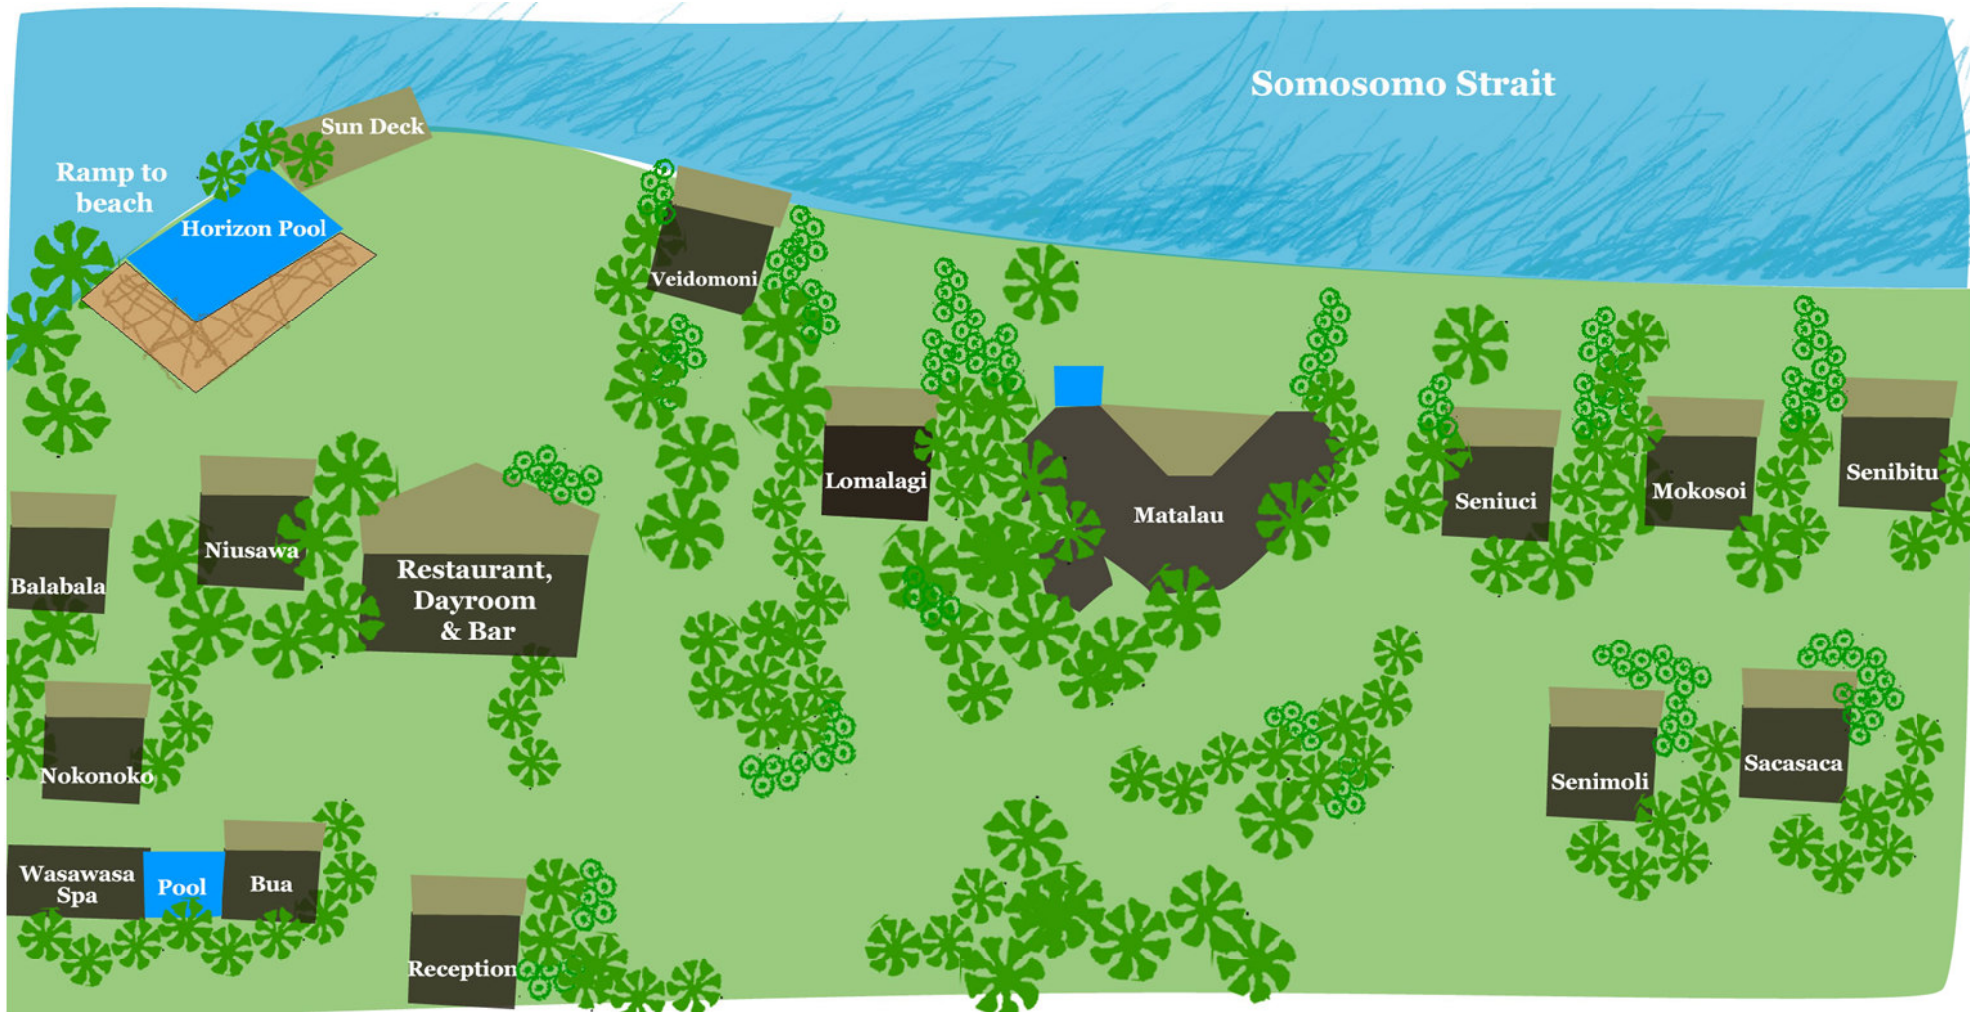 Somosomo Strait
Sun Deck
Ramp to
beach
Horizon Pool
Veidomoni
Lomalagi
Matalau
Seniuci
Mokosoi
Senibitu
Balabala
Niusawa
Restaurant,
Dayroom
& Bar
Nokonoko
Senimoli
Sacasaca
Wasawasa
Spa
Pool
Bua
Reception